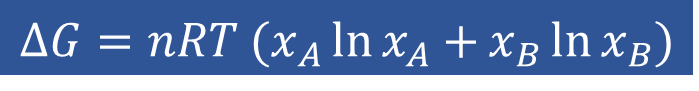 ΔG = nRT (x_A ln x_A + x_B ln x_B)